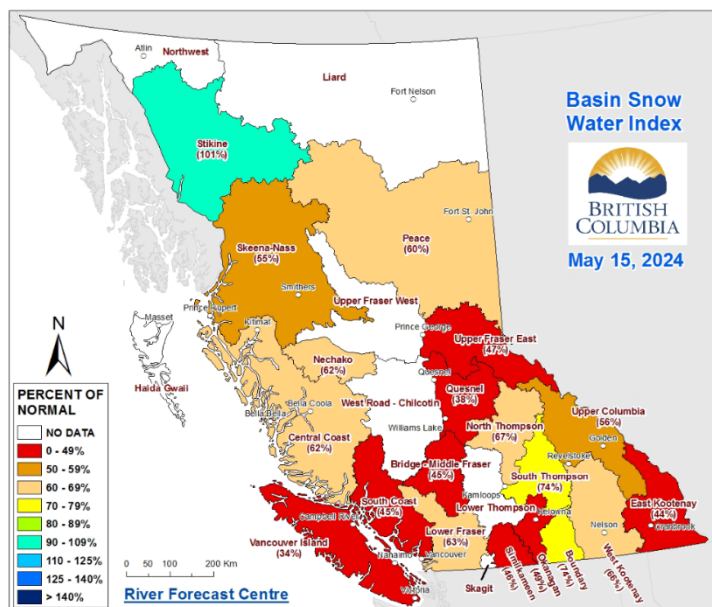 Atlin
Northwest
Liard
Fort Nelson
Stikine
(101%)
Basin Snow
Water Index
BRITISH
COLUMBIA
May 15, 2024
Fort St. John
Peace
(60%)
Skeena-Nass
(55%)
Smithers
Upper Fraser West
Prince Rupert
Kitimat
Masset
Haida Gwaii
Prince George
Upper Fraser East
(47%)
Nechako
(62%)
Quesnel
Quesnel
(38%)
West Road - Chilcotin
Bella Coola
Bella Bella
Central Coast
(62%)
Williams Lake
North Thompson
(67%)
Upper Columbia
(56%)
Golden
Revelstoke
Bridge-Middle Fraser
(45%)
South Thompson
(74%)
Kamloops
Lower Thompson
Kelowna
East Kootenay
(44%)
Cranbrook
Nelson
South Coast
(45%)
Campbell River
Vancouver Island
(34%)
Lower Fraser
(63%)
Nanaimo
Vancouver
Victoria
Skagit
Similkameen
(46%)
Okanagan
(49%)
Boundary
(74%)
West Kootenay
(66%)
N
PERCENT OF
NORMAL
NO DATA
0 - 49%
50 - 59%
60 - 69%
70 - 79%
80 - 89%
90 - 109%
110 - 125%
125 - 140%
> 140%
0
50
100
200 Km
River Forecast Centre